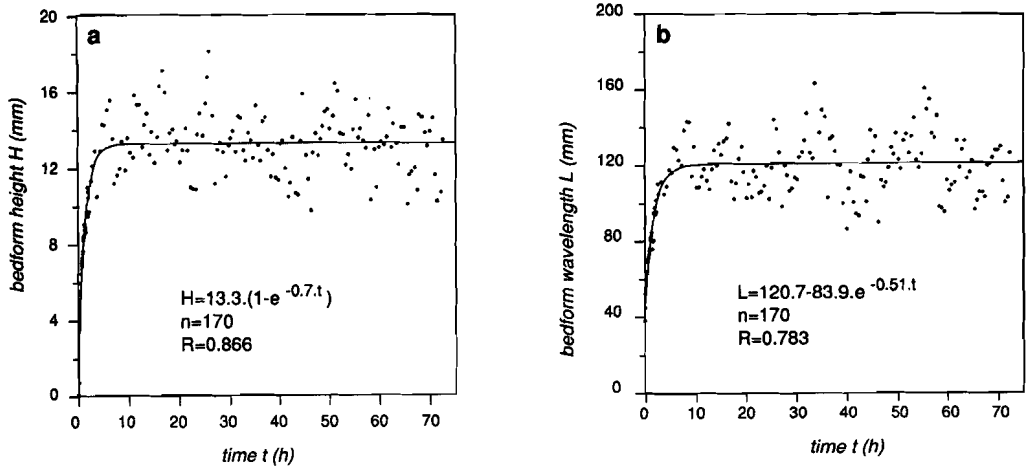 a
bedform height H (mm)
20
16
12
8
4
0
H=13.3.(1-e -0.7.t)
n=170
R=0.866
0 10 20 30 40 50 60 70
time t (h)
b
bedform wavelength L (mm)
200
160
120
80
40
0
L=120.7-83.9.e -0.51.t
n=170
R=0.783
0 10 20 30 40 50 60 70
time t (h)